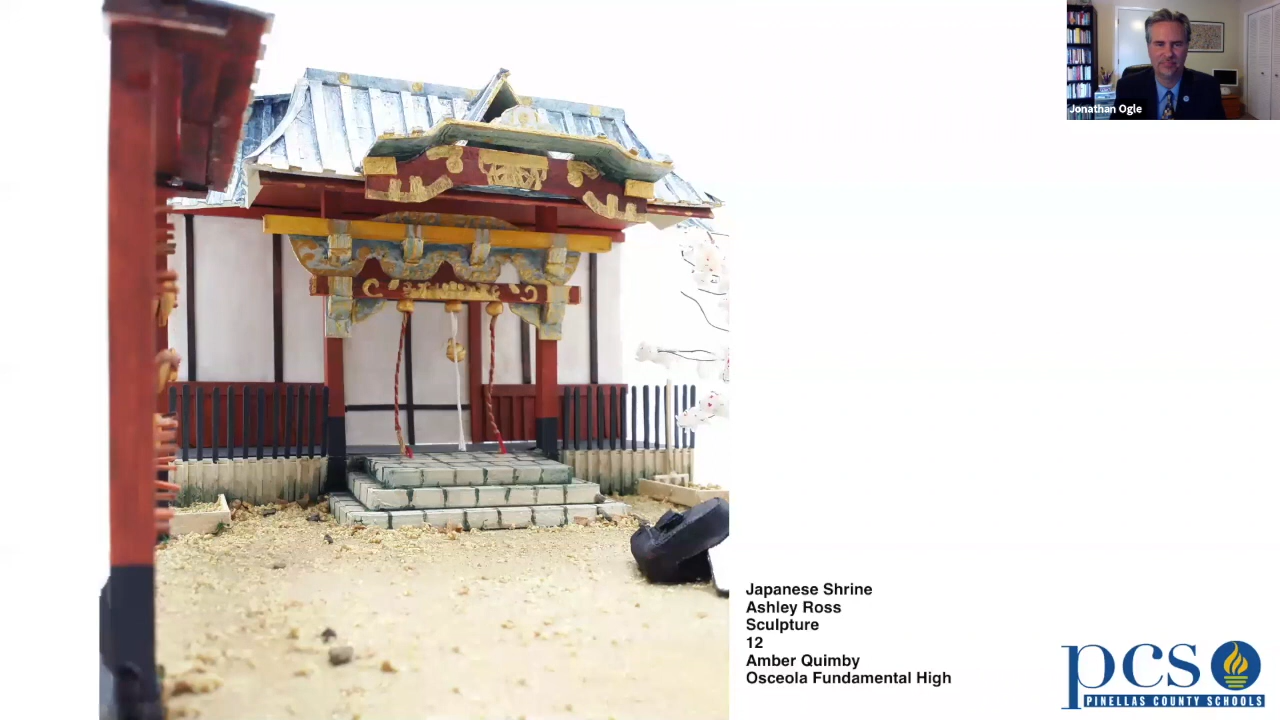 Jonathan Ogle
Japanese Shrine
Ashley Ross
Sculpture
12
Amber Quimby
Osceola Fundamental High
pcs
PINELLAS COUNTY SCHOOLS